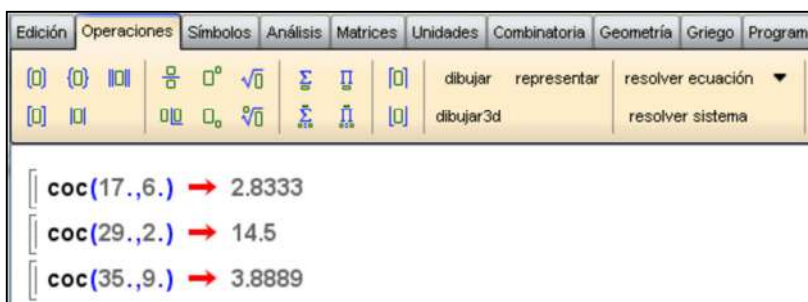 Edición Operaciones Símbolos Análisis Matrices Unidades Combinatoria Geometría Griego Program
dibujar representar resolver ecuación
dibujar3d resolver sistema
coc(17.,6.) → 2.8333
coc(29.,2.) → 14.5
coc(35.,9.) → 3.8889